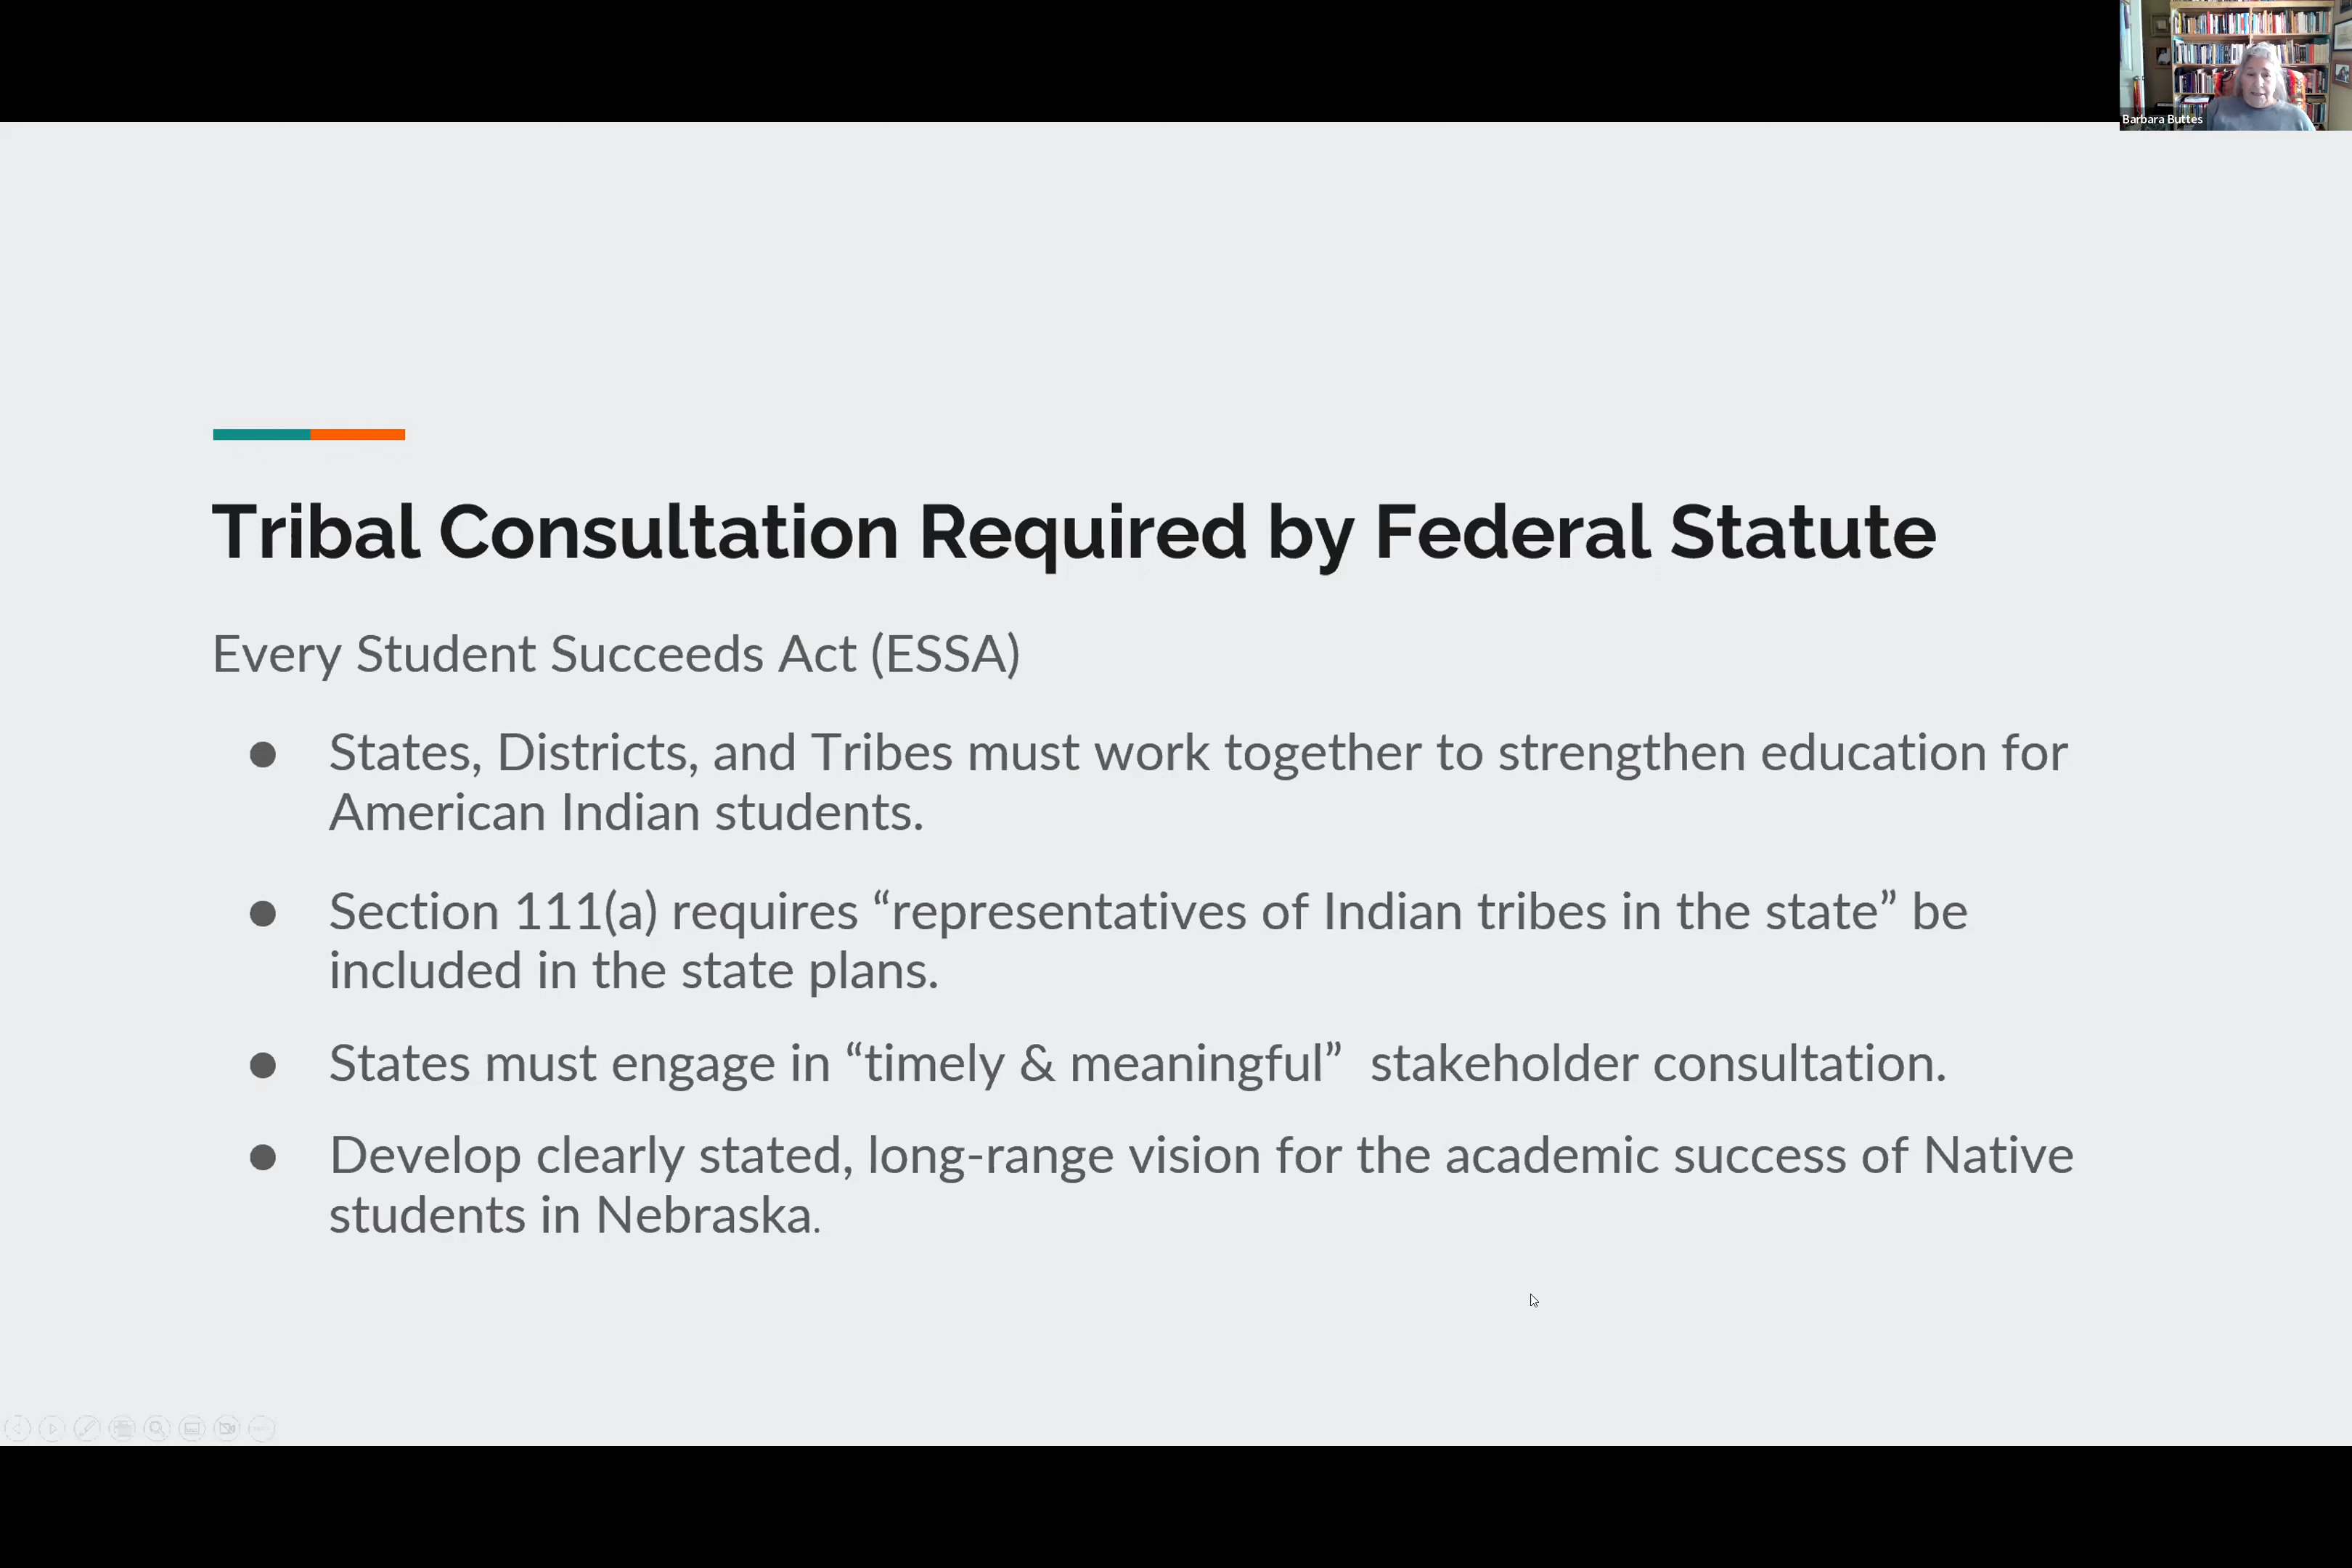 Barbara Buttes
Tribal Consultation Required by Federal Statute
Every Student Succeeds Act (ESSA)
● States, Districts, and Tribes must work together to strengthen education for
American Indian students.
● Section 111(a) requires “representatives of Indian tribes in the state” be
included in the state plans.
● States must engage in “timely & meaningful”  stakeholder consultation.
● Develop clearly stated, long-range vision for the academic success of Native
students in Nebraska.